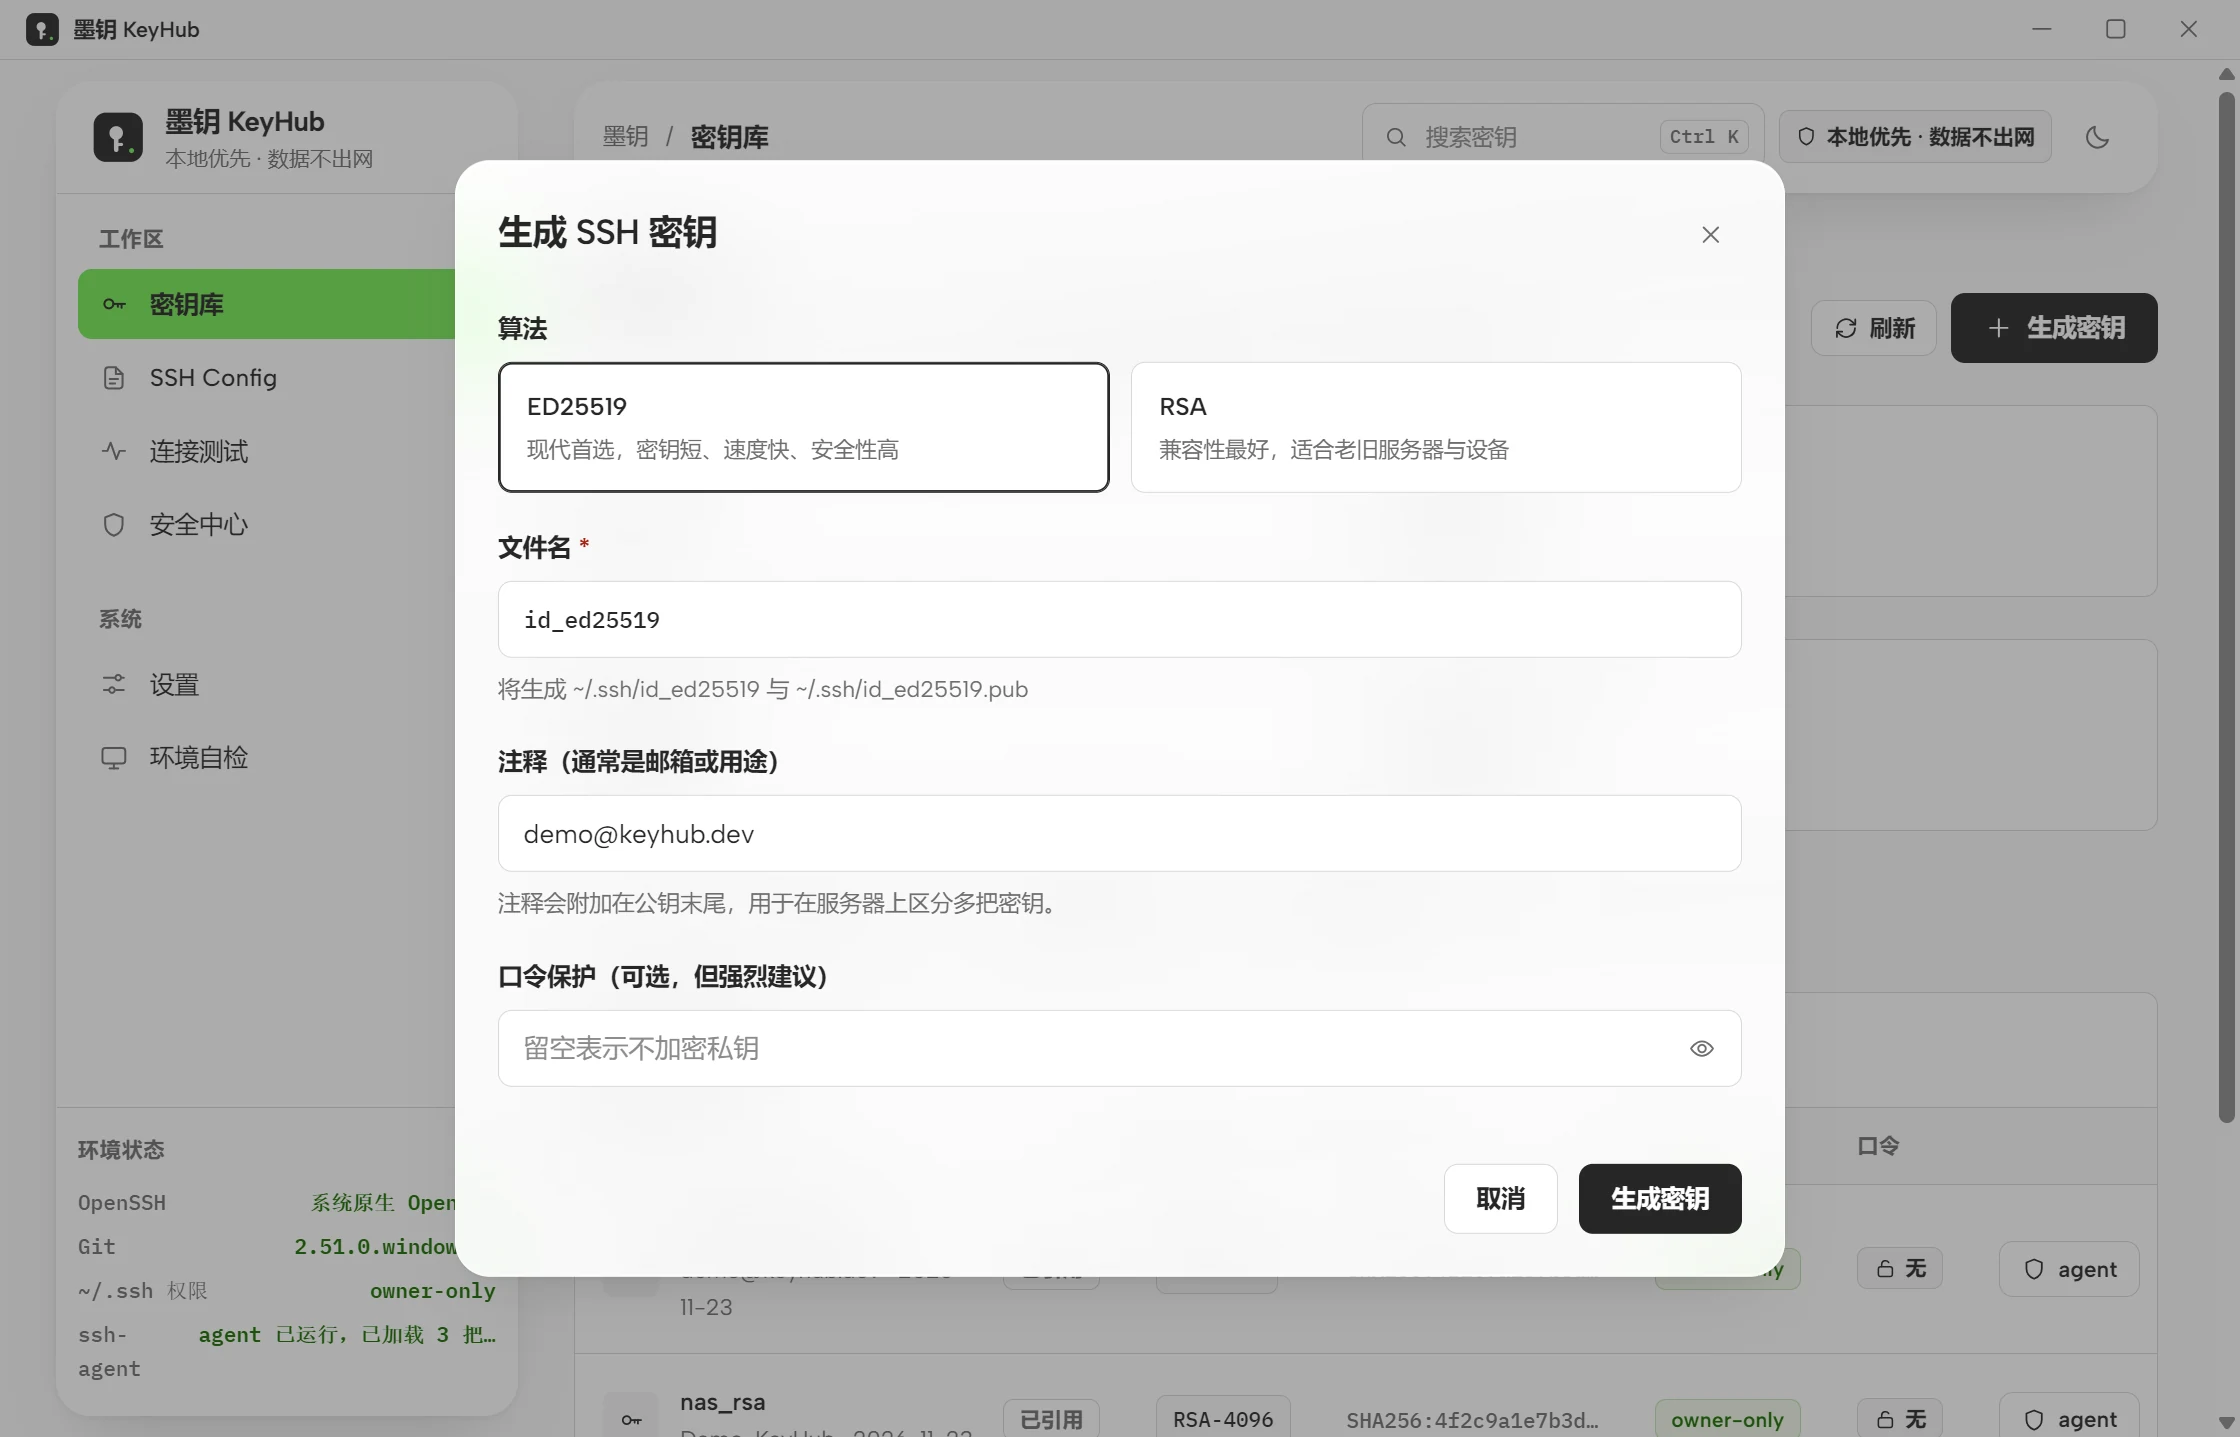 墨钥 KeyHub
墨钥 KeyHub
本地优先 · 数据不出网
工作区
密钥库
SSH Config
连接测试
安全中心
系统
设置
环境自检
环境状态
OpenSSH 系统原生 Open
Git 2.51.0.window
~/.ssh 权限 owner-only
ssh-agent agent 已运行，已加载 3 把…
墨钥 / 密钥库
搜索密钥 Ctrl K
本地优先 · 数据不出网
刷新
生成密钥
生成 SSH 密钥
算法
ED25519
现代首选，密钥短、速度快、安全性高
RSA
兼容性最好，适合老旧服务器与设备
文件名 *
id_ed25519
将生成 ~/.ssh/id_ed25519 与 ~/.ssh/id_ed25519.pub
注释（通常是邮箱或用途）
demo@keyhub.dev
注释会附加在公钥末尾，用于在服务器上区分多把密钥。
口令保护（可选，但强烈建议）
留空表示不加密私钥
取消
生成密钥
口令
无 agent
11-23
nas_rsa
已引用 RSA-4096 SHA256:4f2c9a1e7b3d… owner-only 无 agent